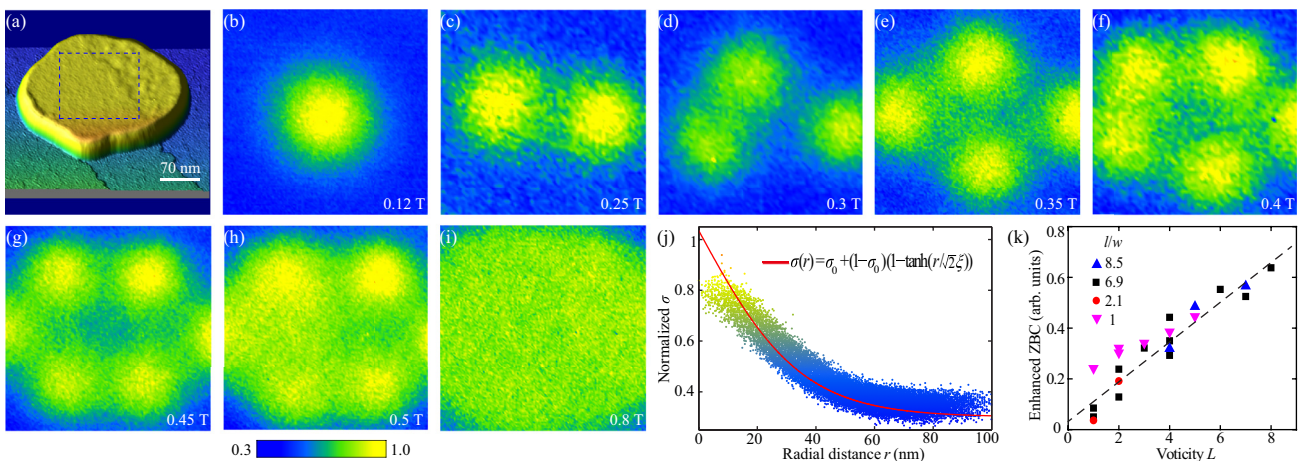 (a)
70 nm
(b)
0.12 T
(c)
0.25 T
(d)
0.3 T
(e)
0.35 T
(f)
0.4 T
(g)
0.45 T
(h)
0.5 T
(i)
0.8 T
0.3
1.0
(j)
Normalized σ
1
0.8
0.6
0.4
σ(r)=σ₀+(1−σ₀)(1−tanh(r/√2ξ))
0
20
40
60
80
100
Radial distance r (nm)
(k)
Enhanced ZBC (arb. units)
0.8
0.6
0.4
0.2
0
l/w
8.5
6.9
2.1
1
0
2
4
6
8
Voticity L